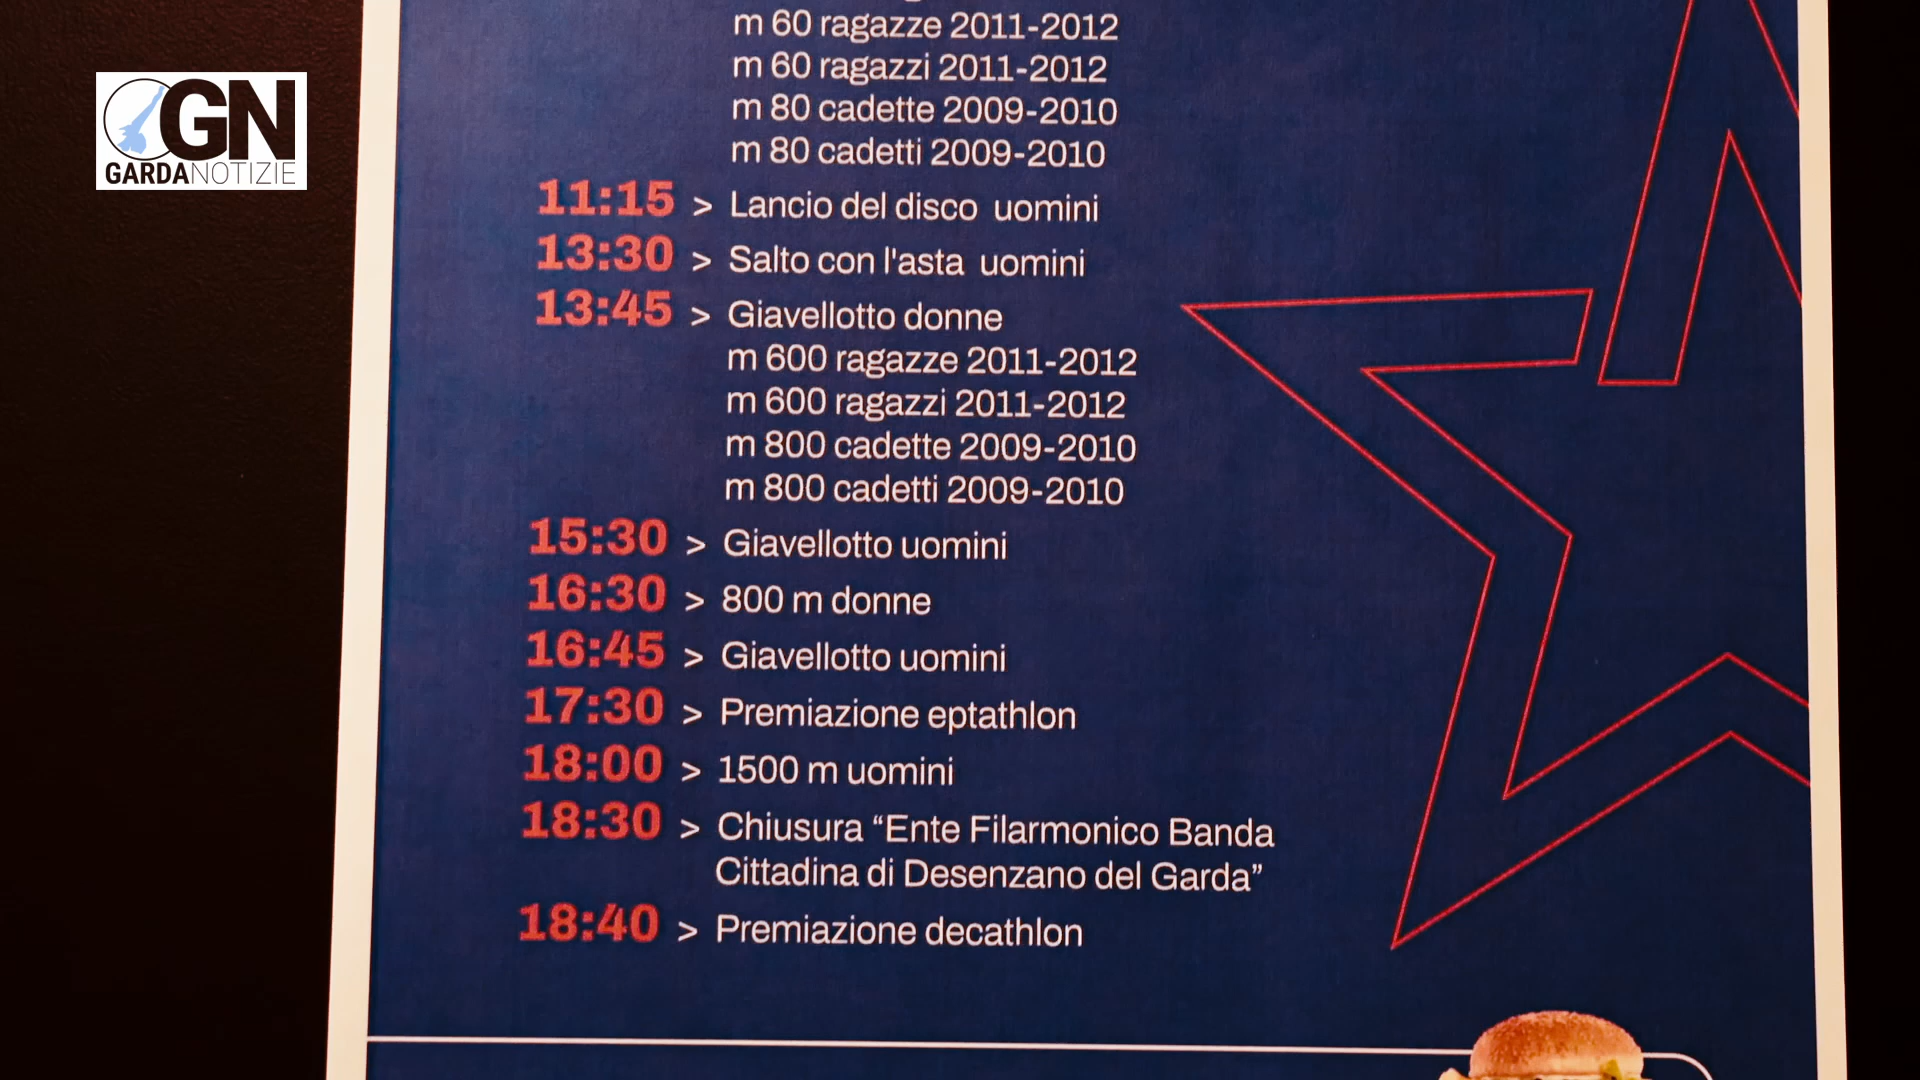 GN
GARDANOTIZIE
m 60 ragazze 2011-2012
m 60 ragazzi 2011-2012
m 80 cadette 2009-2010
m 80 cadetti 2009-2010
11:15 > Lancio del disco uomini
13:30 > Salto con l'asta uomini
13:45 > Giavellotto donne
m 600 ragazze 2011-2012
m 600 ragazzi 2011-2012
m 800 cadette 2009-2010
m 800 cadetti 2009-2010
15:30 > Giavellotto uomini
16:30 > 800 m donne
16:45 > Giavellotto uomini
17:30 > Premiazione eptathlon
18:00 > 1500 m uomini
18:30 > Chiusura “Ente Filarmonico Banda
Cittadina di Desenzano del Garda”
18:40 > Premiazione decathlon